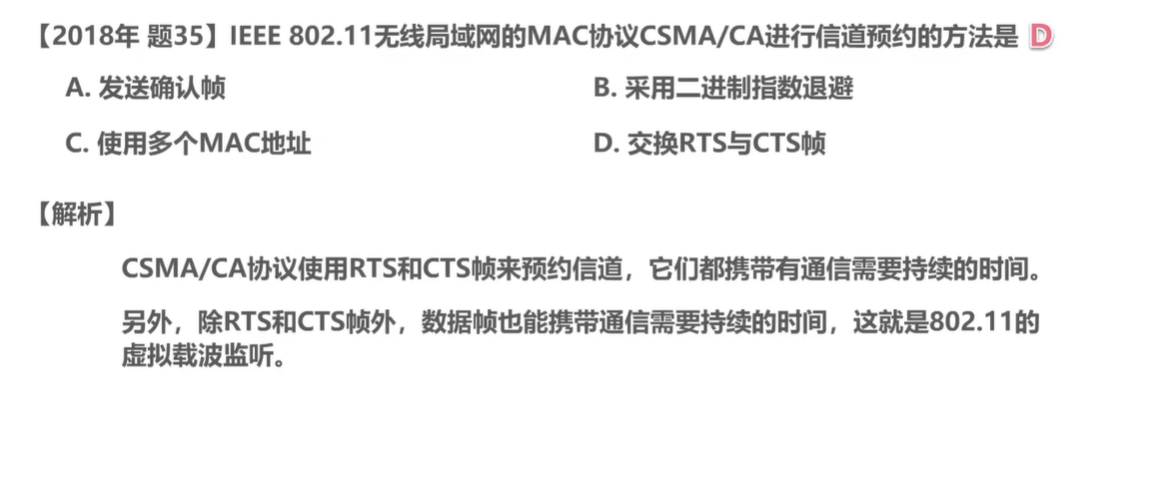 【2018年 题35】IEEE 802.11无线局域网的MAC协议CSMA/CA进行信道预约的方法是 D
A. 发送确认帧 B. 采用二进制指数退避
C. 使用多个MAC地址 D. 交换RTS与CTS帧
【解析】
CSMA/CA协议使用RTS和CTS帧来预约信道，它们都携带有通信需要持续的时间。
另外，除RTS和CTS帧外，数据帧也能携带通信需要持续的时间，这就是802.11的
虚拟载波监听。